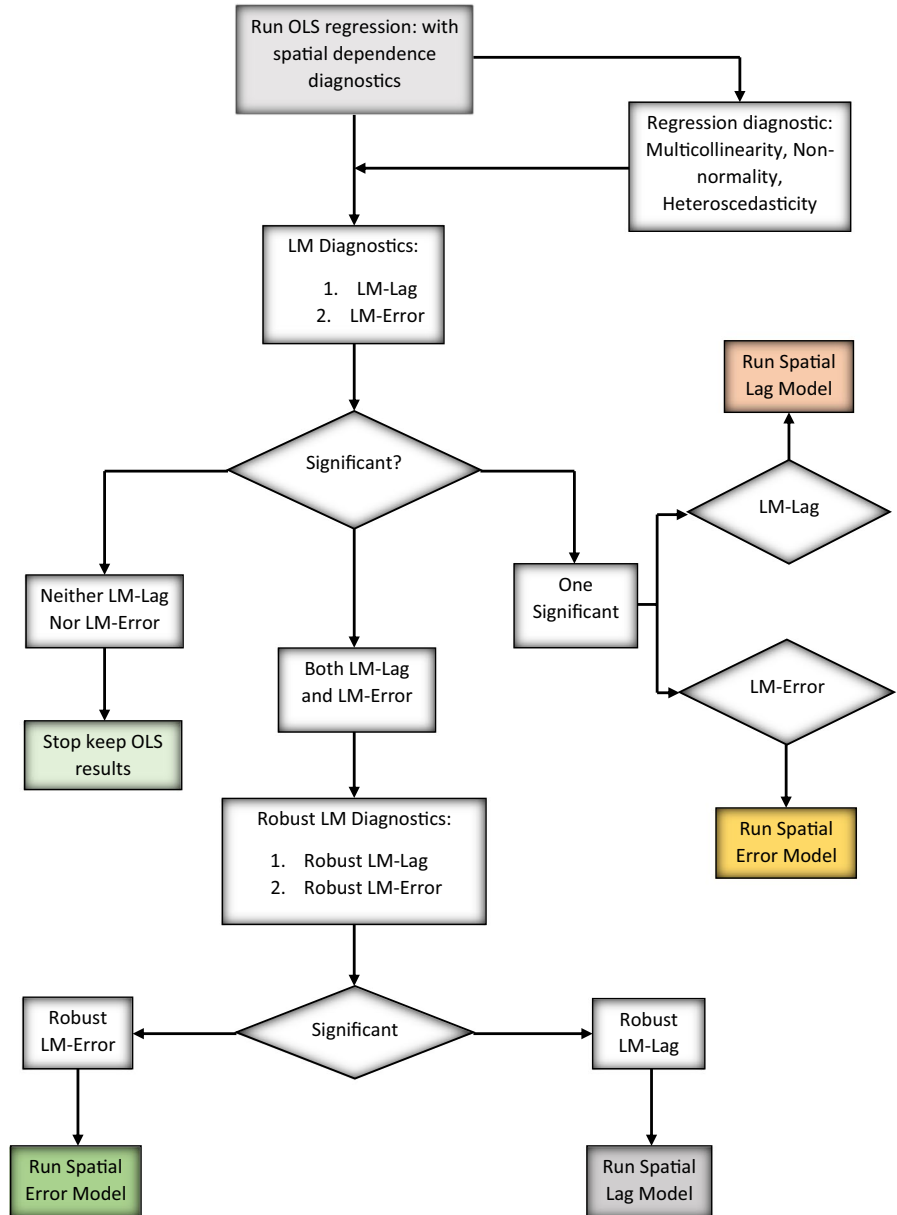 Run OLS regression: with
spatial dependence
diagnostics
Regression diagnostic:
Multicollinearity, Non-
normality,
Heteroscedasticity
LM Diagnostics:
1. LM-Lag
2. LM-Error
Run Spatial
Lag Model
Significant?
LM-Lag
Neither LM-Lag
Nor LM-Error
One
Significant
Both LM-Lag
and LM-Error
LM-Error
Stop keep OLS
results
Robust LM Diagnostics:
1. Robust LM-Lag
2. Robust LM-Error
Run Spatial
Error Model
Robust
LM-Error
Significant
Robust
LM-Lag
Run Spatial
Error Model
Run Spatial
Lag Model